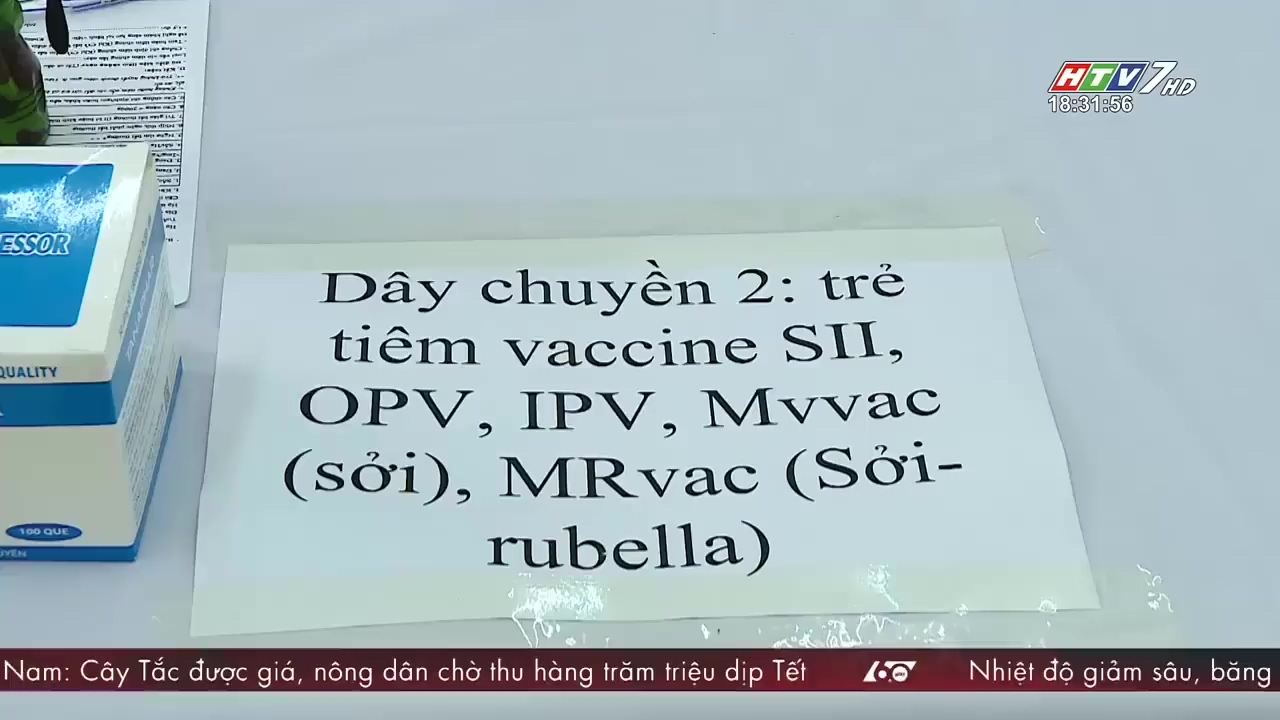 HTV7HD
18:31:56
ESSOR
QUALITY
100 QUE
Dây chuyền 2: trẻ
tiêm vaccine SII,
OPV, IPV, Mvvac
(sởi), MRvac (Sởi-
rubella)
Nam: Cây Tắc được giá, nông dân chờ thu hàng trăm triệu dịp Tết
Nhiệt độ giảm sâu, băng